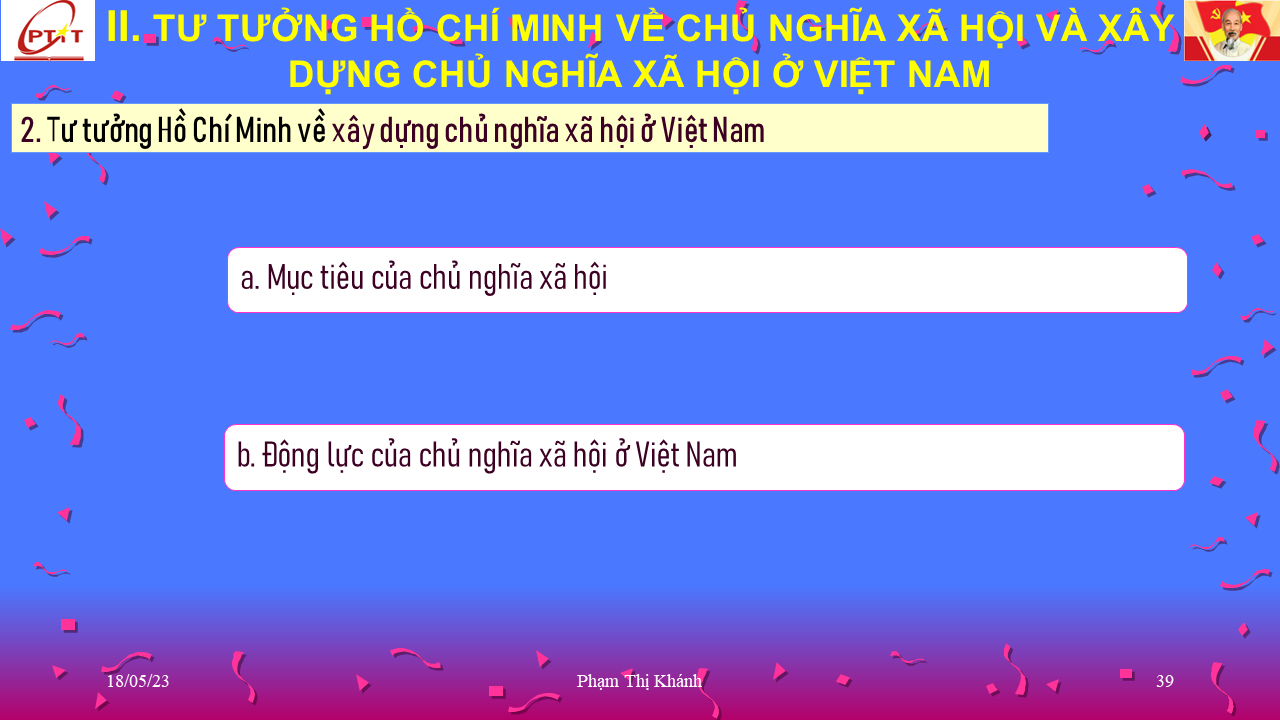 PTiT
II. TƯ TƯỞNG HỒ CHÍ MINH VỀ CHỦ NGHĨA XÃ HỘI VÀ XÂY
DỰNG CHỦ NGHĨA XÃ HỘI Ở VIỆT NAM
2. Tư tưởng Hồ Chí Minh về xây dựng chủ nghĩa xã hội ở Việt Nam
a. Mục tiêu của chủ nghĩa xã hội
b. Động lực của chủ nghĩa xã hội ở Việt Nam
18/05/23 Phạm Thị Khánh 39